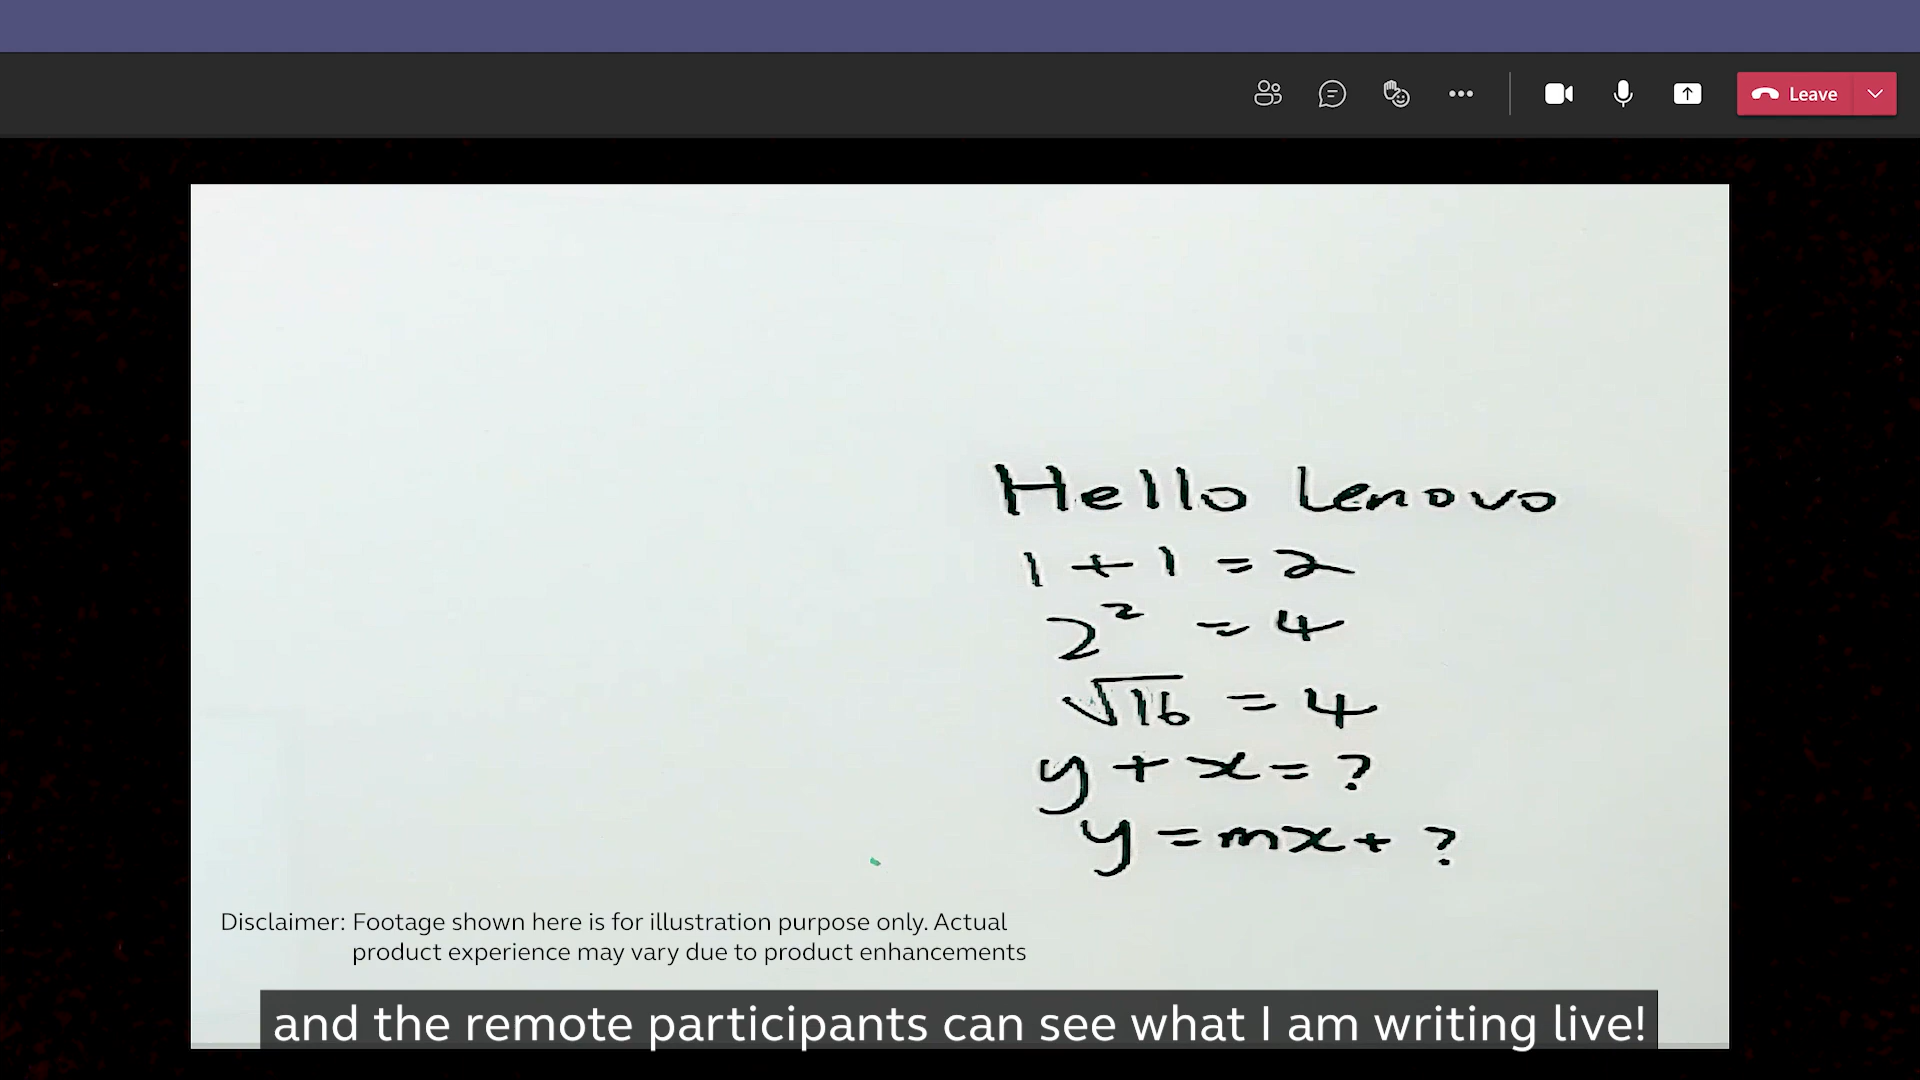 Leave
Hello Lenovo
1 + 1 = 2
2² = 4
√16 = 4
y + x = ?
y = mx + ?
Disclaimer: Footage shown here is for illustration purpose only. Actual
product experience may vary due to product enhancements
and the remote participants can see what I am writing live!